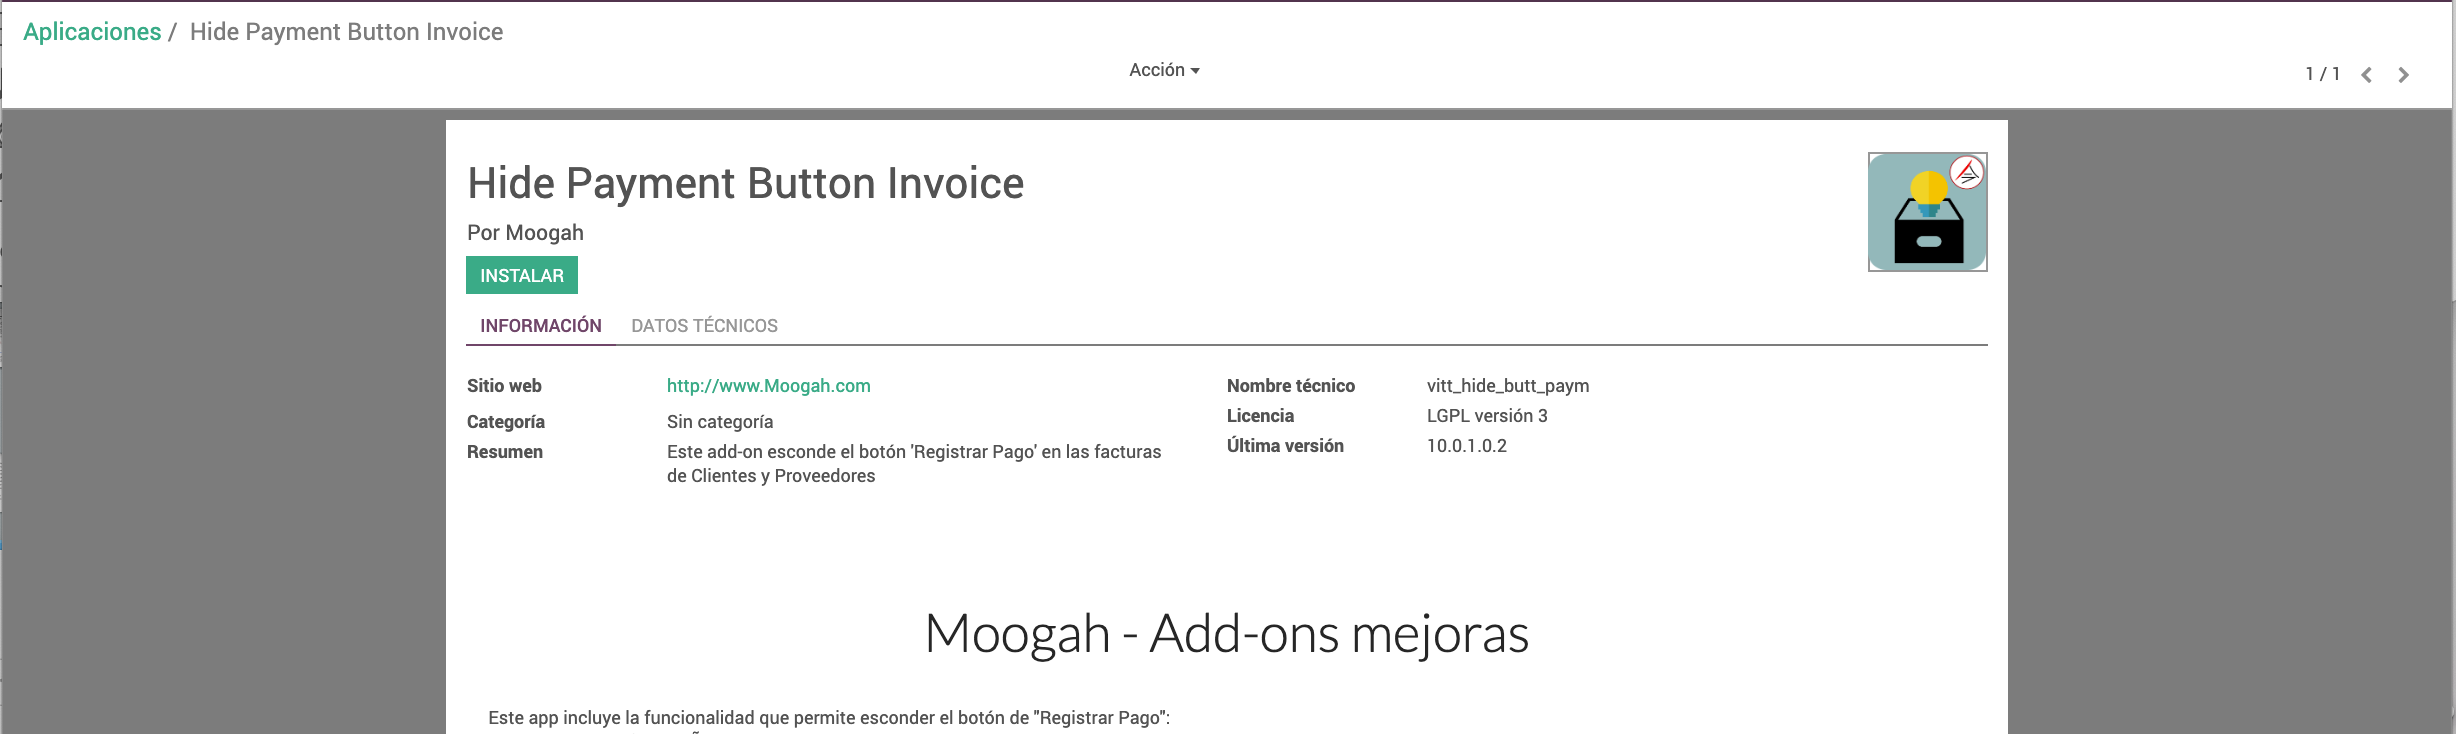 Aplicaciones / Hide Payment Button Invoice
Acción
1 / 1
Hide Payment Button Invoice
Por Moogah
INSTALAR
INFORMACIÓN DATOS TÉCNICOS
Sitio web http://www.Moogah.com
Categoría Sin categoría
Resumen Este add-on esconde el botón 'Registrar Pago' en las facturas
de Clientes y Proveedores
Nombre técnico vitt_hide_butt_paym
Licencia LGPL versión 3
Última versión 10.0.1.0.2
Moogah - Add-ons mejoras
Este app incluye la funcionalidad que permite esconder el botón de "Registrar Pago":